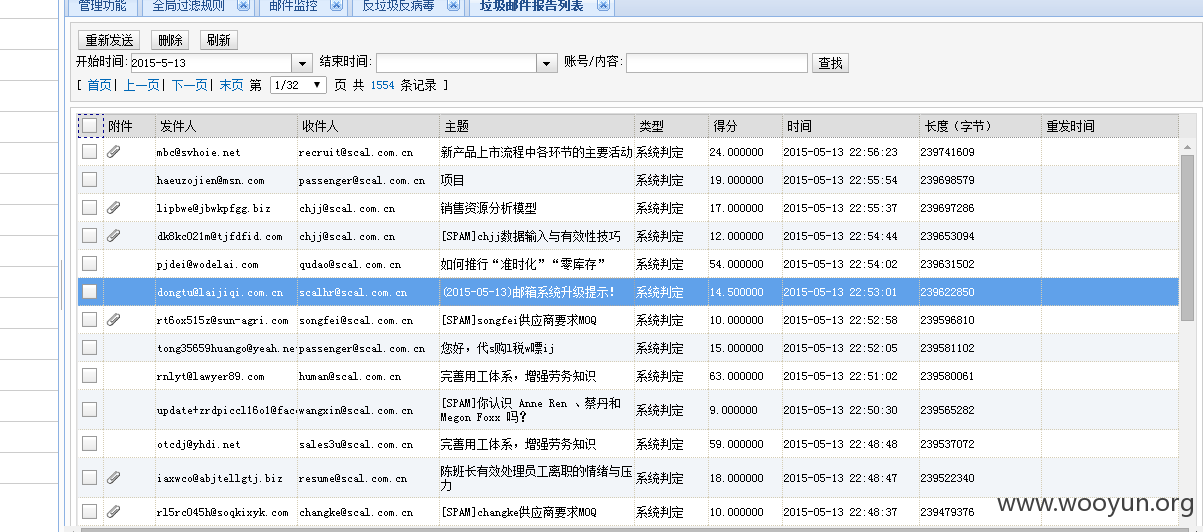 管理功能 全局过滤规则 邮件监控 反垃圾反病毒 垃圾邮件报告列表
重新发送 删除 刷新
开始时间: 2015-5-13 结束时间: 账号/内容: 查找
[ 首页| 上一页| 下一页| 末页 第 1/32 页 共 1554 条记录 ]
附件 发件人 收件人 主题 类型 得分 时间 长度（字节） 重发时间
mbc@svhoie.net recruit@scal.com.cn 新产品上市流程中各环节的主要活动 系统判定 24.000000 2015-05-13 22:56:23 239741609
haeuzojien@msn.com passenger@scal.com.cn 项目 系统判定 19.000000 2015-05-13 22:55:54 239698579
lipbwe@jbwkpfgg.biz chjj@scal.com.cn 销售资源分析模型 系统判定 17.000000 2015-05-13 22:55:37 239697286
dk8kc021m@tjfdfid.com chjj@scal.com.cn [SPAM]chjj数据输入与有效性技巧 系统判定 12.000000 2015-05-13 22:54:44 239653094
pjdei@wodelai.com qudao@scal.com.cn 如何推行“准时化”“零库存” 系统判定 54.000000 2015-05-13 22:54:02 239631502
dongtu@laijiqi.com.cn scalhr@scal.com.cn (2015-05-13)邮箱系统升级提示! 系统判定 14.500000 2015-05-13 22:53:01 239622850
rt6ox515z@sun-agri.com songfei@scal.com.cn [SPAM]songfei供应商要求MOQ 系统判定 10.000000 2015-05-13 22:52:58 239596810
tong35659huango@yeah.net passenger@scal.com.cn 您好，代s购l税w嘌ij 系统判定 15.000000 2015-05-13 22:52:05 239581102
rnlyt@lawyer89.com human@scal.com.cn 完善用工体系，增强劳务知识 系统判定 63.000000 2015-05-13 22:51:02 239580061
update+zrdpiccl16o1@face wangxin@scal.com.cn [SPAM]你认识 Anne Ren 、蔡丹和
Megon Foxx 吗? 系统判定 9.000000 2015-05-13 22:50:30 239565282
otcdj@yhdi.net sales3u@scal.com.cn 完善用工体系，增强劳务知识 系统判定 59.000000 2015-05-13 22:48:48 239537072
iaxwco@abjtellgtj.biz resume@scal.com.cn 陈班长有效处理员工离职的情绪与压
力 系统判定 18.000000 2015-05-13 22:48:47 239522340
rl5rc045h@soqkixyk.com changke@scal.com.cn [SPAM]changke供应商要求MOQ 系统判定 10.000000 2015-05-13 22:48:37 239479376
www.wooyun.org